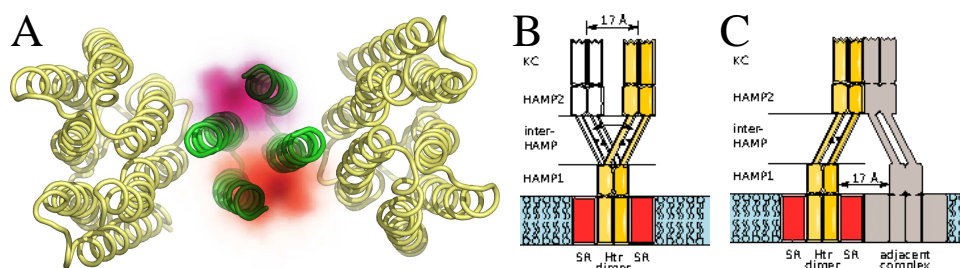 A
B
17 Å
KC
HAMP2
inter-
HAMP
HAMP1
SR
Htr
dimer
SR
C
KC
HAMP2
inter-
HAMP
HAMP1
17 Å
SR
Htr
dimer
SR
adjacent
complex